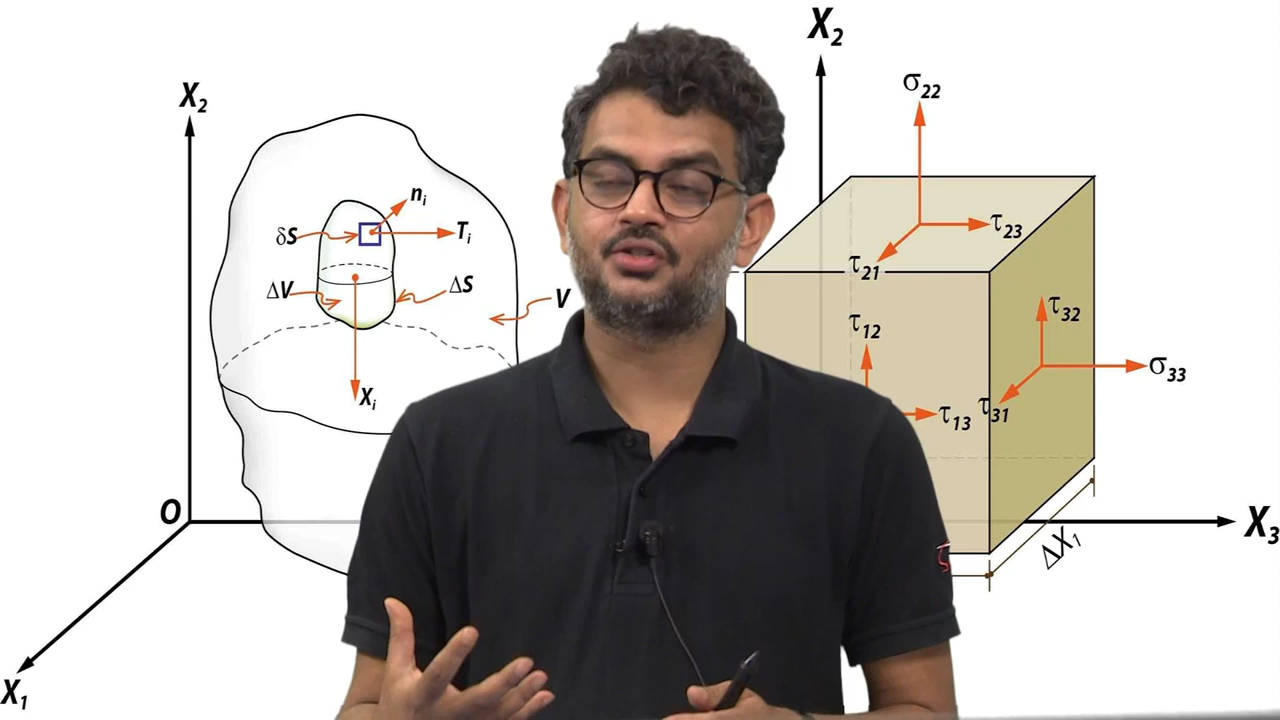 X₂
nᵢ
δS
Tᵢ
ΔV
ΔS
V
Xᵢ
O
X₁
X₂
σ₂₂
τ₂₃
τ₂₁
τ₁₂
τ₃₂
σ₃₃
τ₃₁
τ₁₃
X₃
ΔX₁